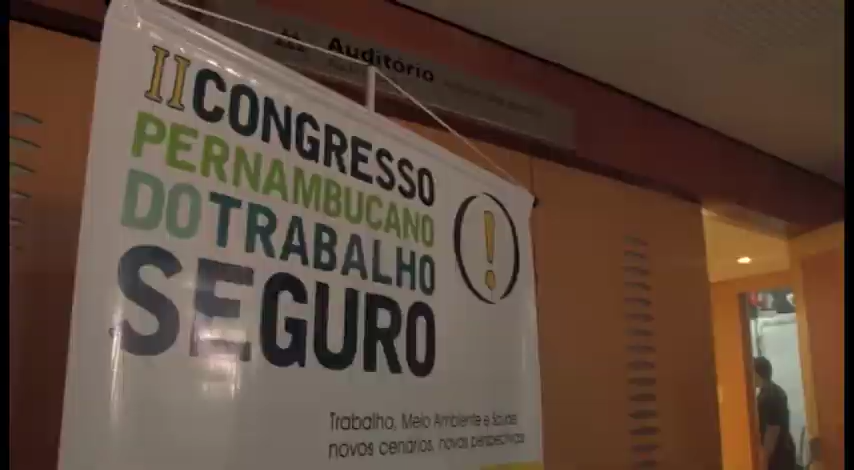 Auditório
II CONGRESSO
PERNAMBUCANO
DO TRABALHO
SEGURO
!
Trabalho, Meio Ambiente e Saúde:
novos cenários, novas perspectivas